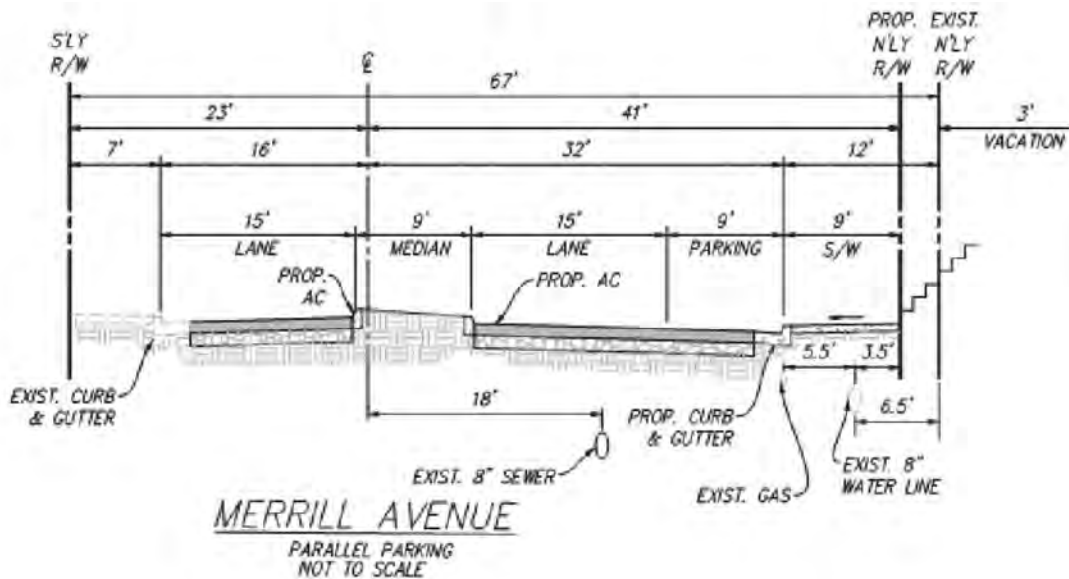 S'LY
R/W
℄
PROP.
N'LY
R/W
EXIST.
N'LY
R/W
67'
23'
41'
3'
VACATION
7'
16'
32'
12'
15'
LANE
9'
MEDIAN
15'
LANE
9'
PARKING
9'
S/W
PROP.
AC
PROP. AC
5.5'
3.5'
EXIST. CURB
& GUTTER
18'
PROP. CURB
& GUTTER
6.5'
EXIST. 8" SEWER
EXIST. GAS
EXIST. 8"
WATER LINE
MERRILL AVENUE
PARALLEL PARKING
NOT TO SCALE